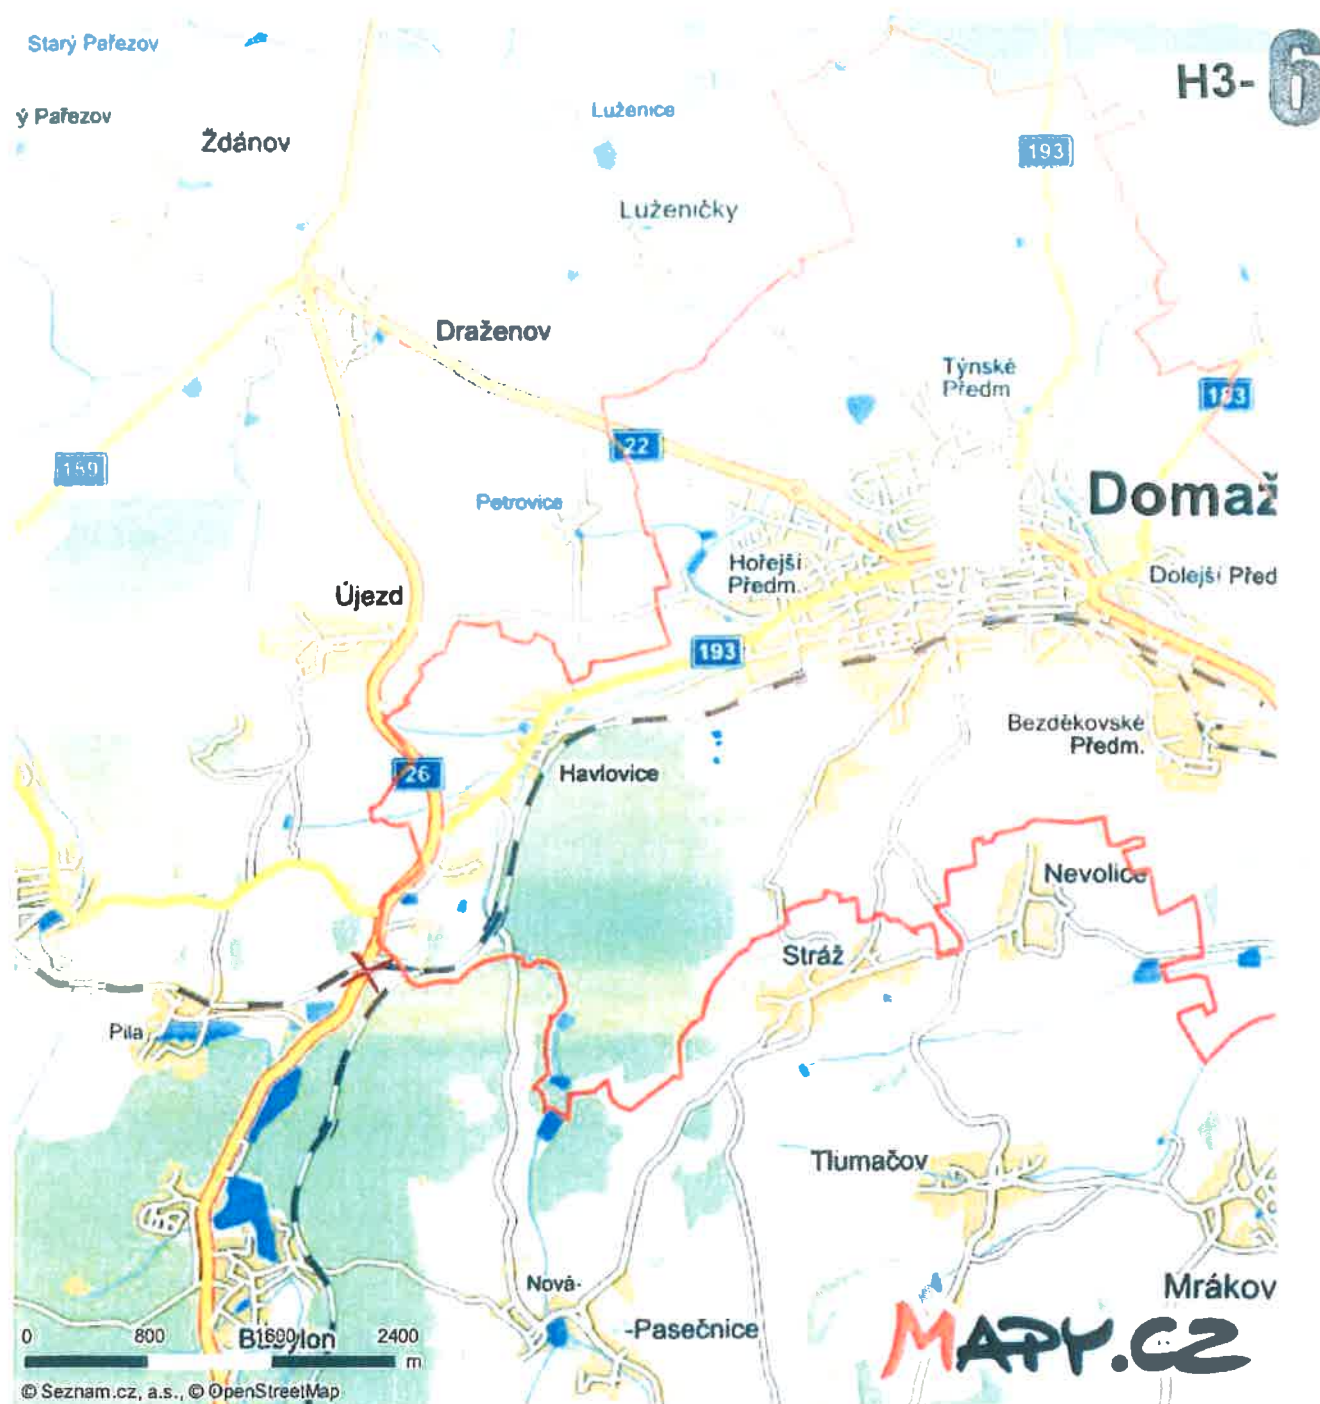 Starý Pařezov
H3-6
ý Pařezov
Luženice
Ždánov
193
Luženičky
Draženov
Týnské
Předm
183
22
159
Petrovice
Domaž
Hořejší
Předm.
Dolejší Před
Újezd
193
Bezděkovské
Předm.
26
Havlovice
Nevolice
Stráž
Pila
Tlumačov
Nová-
Mrákov
-Pasečnice
Babylon
0 800 1600 2400
m
MAPY.CZ
© Seznam.cz, a.s., © OpenStreetMap